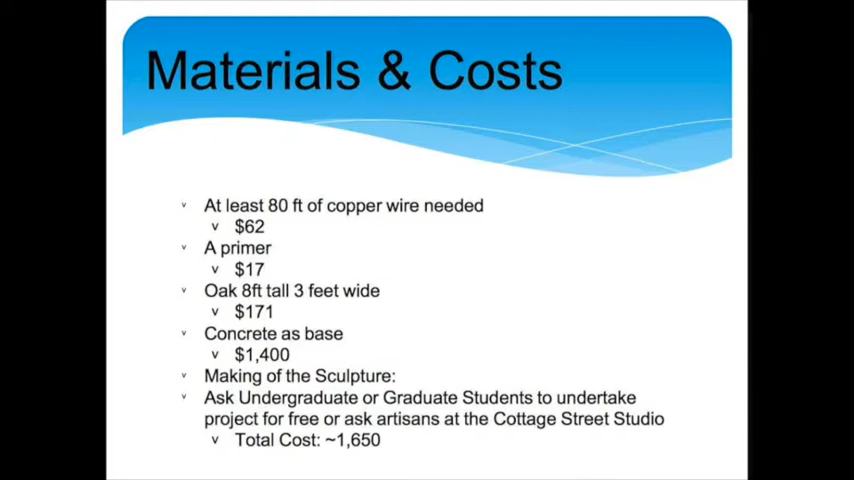 Materials & Costs
v At least 80 ft of copper wire needed
v $62
v A primer
v $17
v Oak 8ft tall 3 feet wide
v $171
v Concrete as base
v $1,400
v Making of the Sculpture:
v Ask Undergraduate or Graduate Students to undertake
project for free or ask artisans at the Cottage Street Studio
v Total Cost: ~1,650